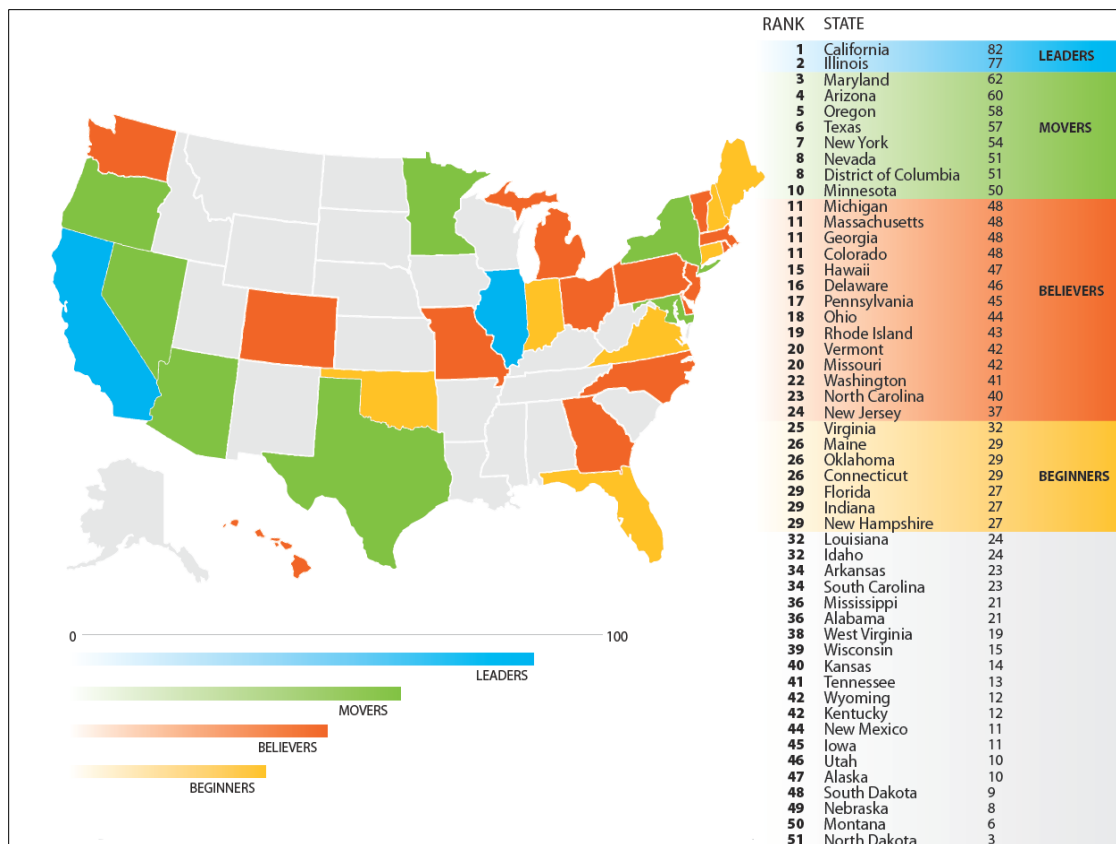 RANK STATE
1 California 82
2 Illinois 77
LEADERS
3 Maryland 62
4 Arizona 60
5 Oregon 58
6 Texas 57
7 New York 54
8 Nevada 51
8 District of Columbia 51
10 Minnesota 50
MOVERS
11 Michigan 48
11 Massachusetts 48
11 Georgia 48
11 Colorado 48
15 Hawaii 47
16 Delaware 46
17 Pennsylvania 45
18 Ohio 44
19 Rhode Island 43
20 Vermont 42
20 Missouri 42
22 Washington 41
23 North Carolina 40
24 New Jersey 37
BELIEVERS
25 Virginia 32
26 Maine 29
26 Oklahoma 29
26 Connecticut 29
29 Florida 27
29 Indiana 27
29 New Hampshire 27
BEGINNERS
32 Louisiana 24
32 Idaho 24
34 Arkansas 23
34 South Carolina 23
36 Mississippi 21
36 Alabama 21
38 West Virginia 19
39 Wisconsin 15
40 Kansas 14
41 Tennessee 13
42 Wyoming 12
42 Kentucky 12
44 New Mexico 11
45 Iowa 11
46 Utah 10
47 Alaska 10
48 South Dakota 9
49 Nebraska 8
50 Montana 6
51 North Dakota 3
0 100
LEADERS
MOVERS
BELIEVERS
BEGINNERS